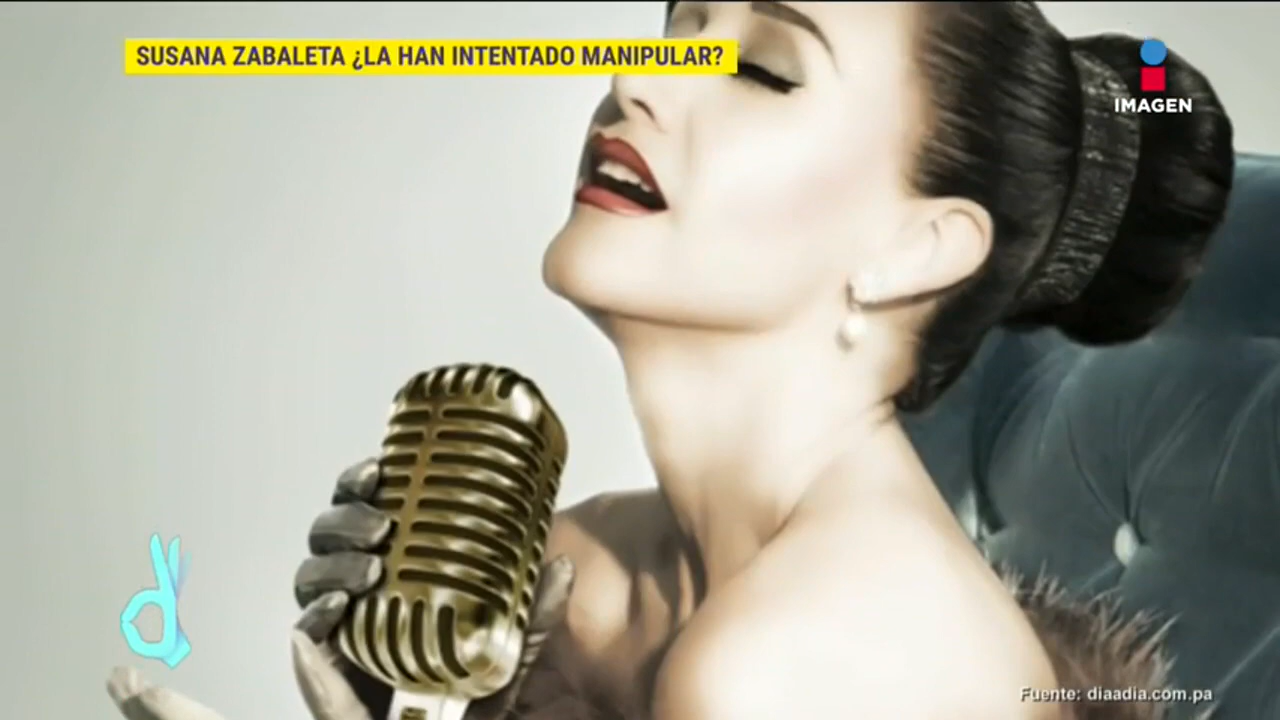 SUSANA ZABALETA ¿LA HAN INTENTADO MANIPULAR?
IMAGEN
Fuente: diaadia.com.pa